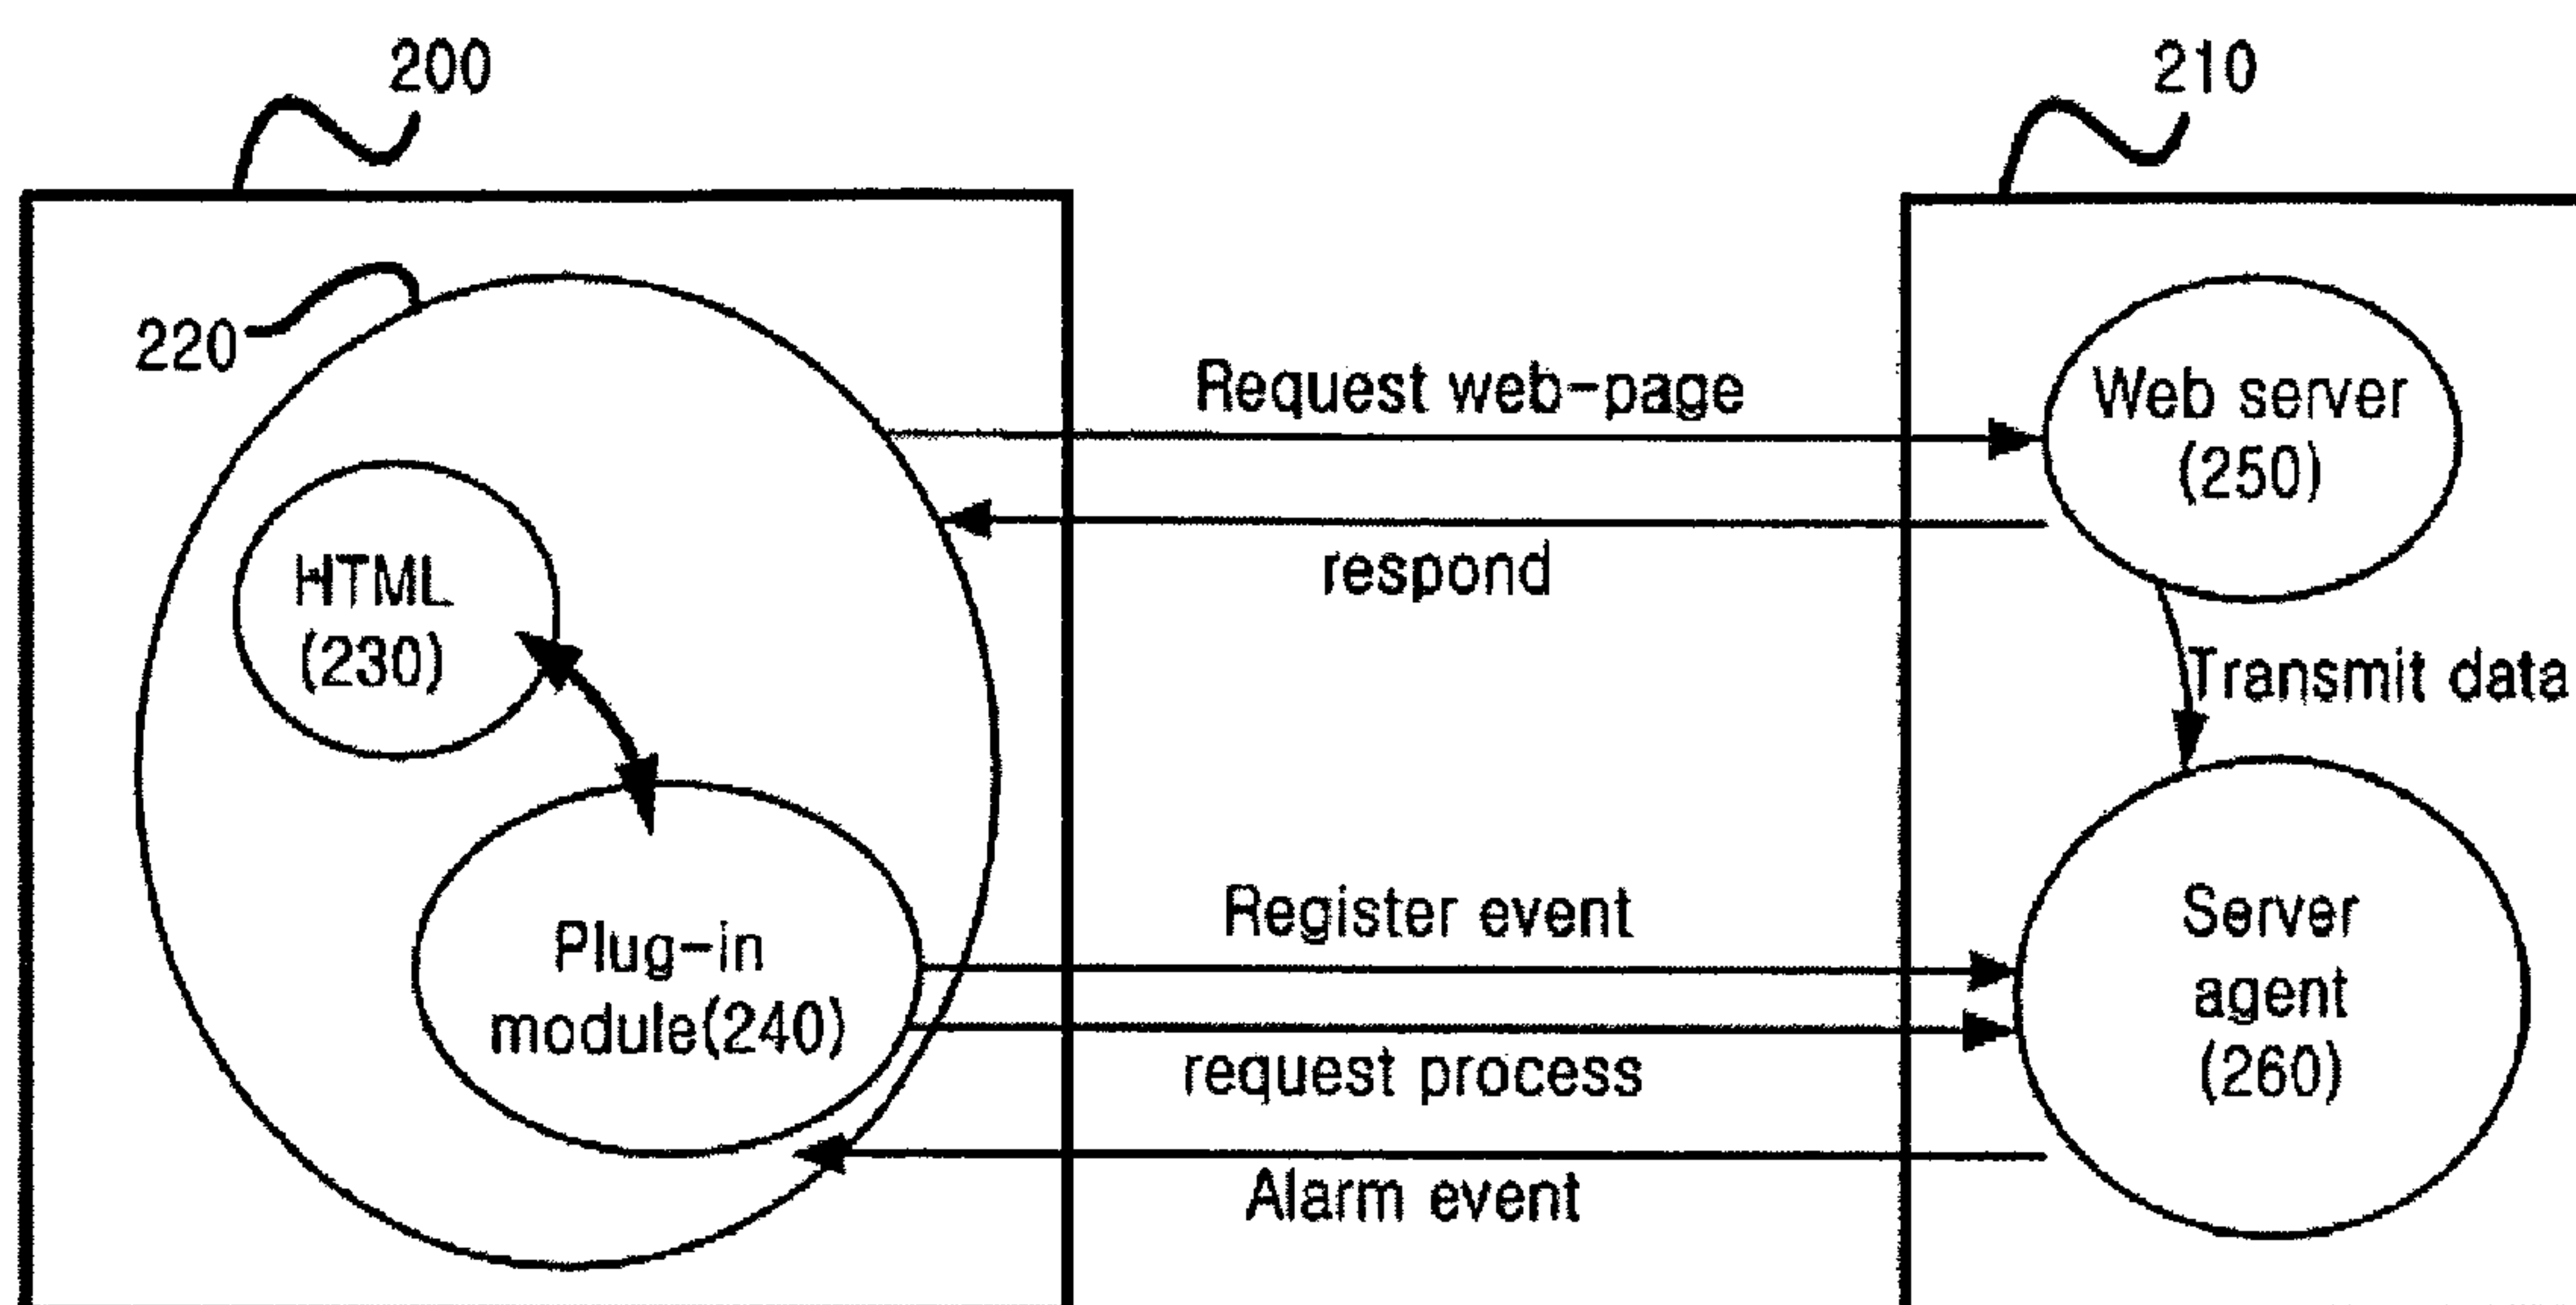 200
210
220
Request web-page
Web server
(250)
respond
HTML
(230)
Transmit data
Register event
Server
agent
(260)
Plug-in
module(240)
request process
Alarm event